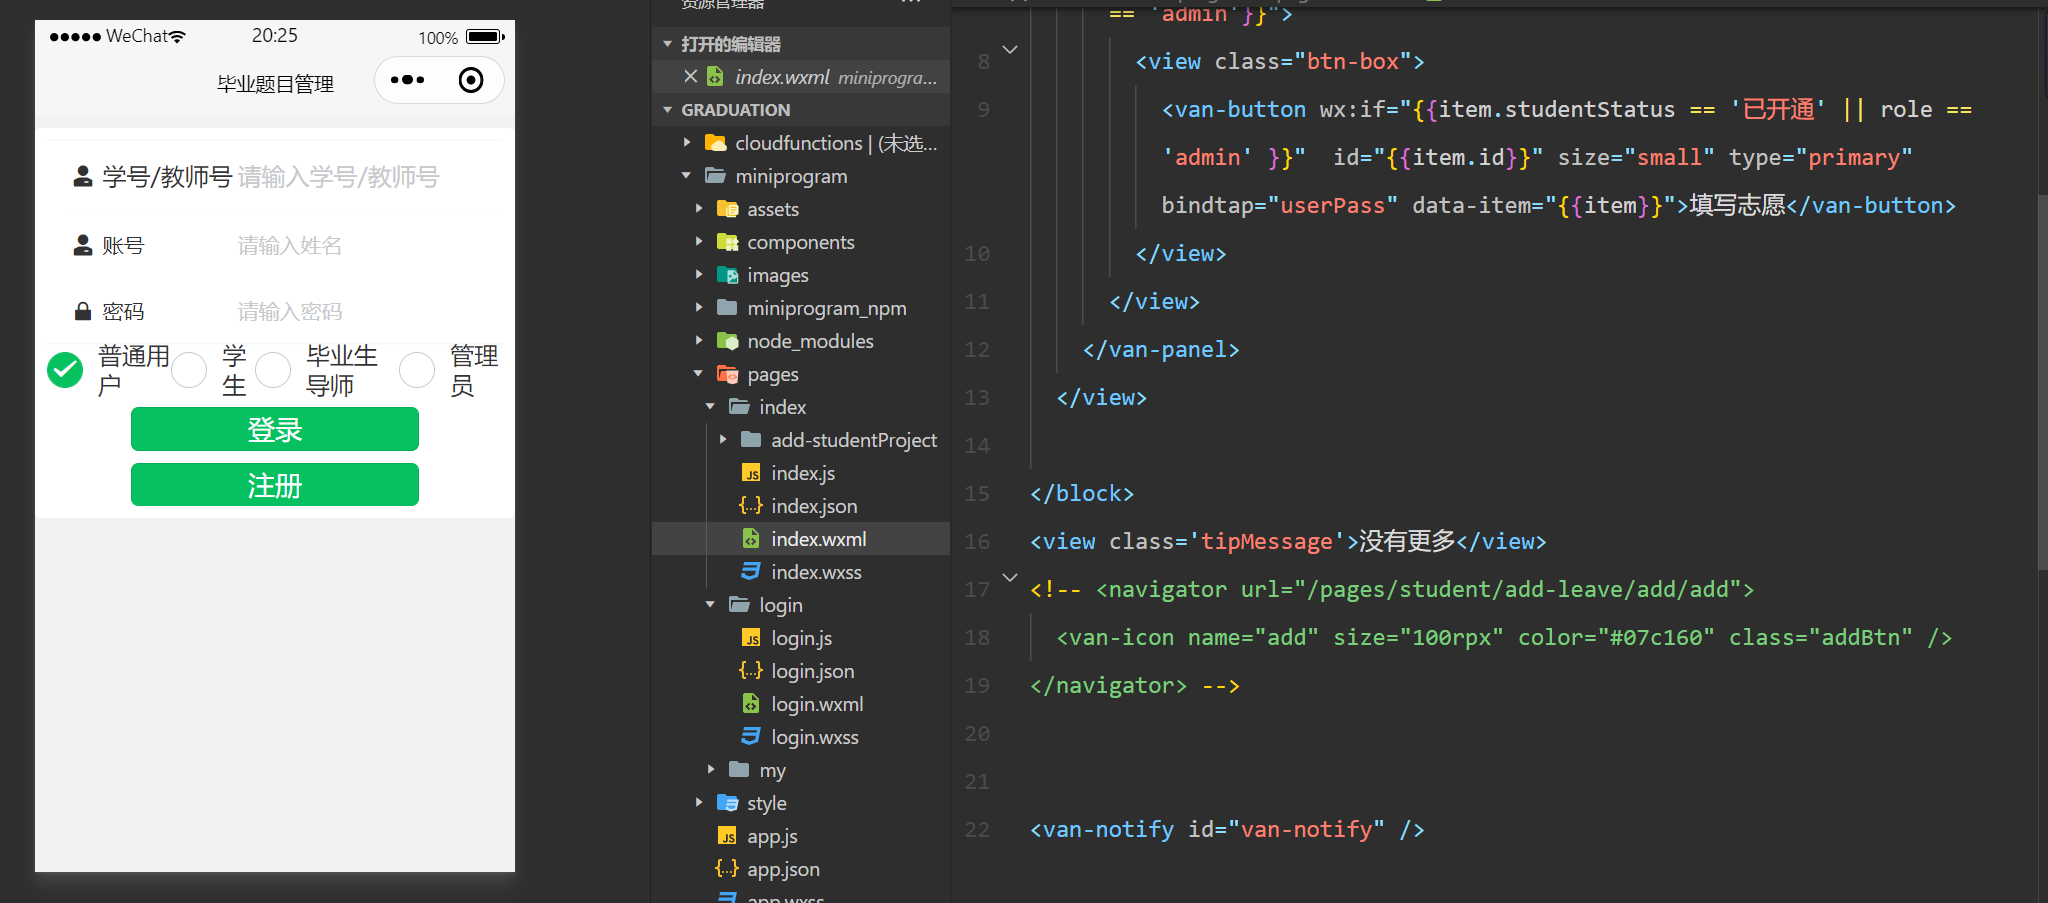 WeChat 20:25 100%
毕业题目管理
学号/教师号 请输入学号/教师号
账号 请输入姓名
密码 请输入密码
普通用户 学生 毕业生导师 管理员
登录
注册
资源管理器
打开的编辑器
index.wxml miniprogra...
GRADUATION
cloudfunctions | (未选...
miniprogram
assets
components
images
miniprogram_npm
node_modules
pages
index
add-studentProject
index.js
index.json
index.wxml
index.wxss
login
login.js
login.json
login.wxml
login.wxss
my
style
app.js
app.json
app.wxss
== 'admin'}}">
8 <view class="btn-box">
9 <van-button wx:if="{{item.studentStatus == '已开通' || role ==
'admin' }}"  id="{{item.id}}" size="small" type="primary"
bindtap="userPass" data-item="{{item}}">填写志愿</van-button>
10 </view>
11 </view>
12 </van-panel>
13 </view>
14
15 </block>
16 <view class='tipMessage'>没有更多</view>
17 <!-- <navigator url="/pages/student/add-leave/add/add">
18 <van-icon name="add" size="100rpx" color="#07c160" class="addBtn" />
19 </navigator> -->
20
21
22 <van-notify id="van-notify" />